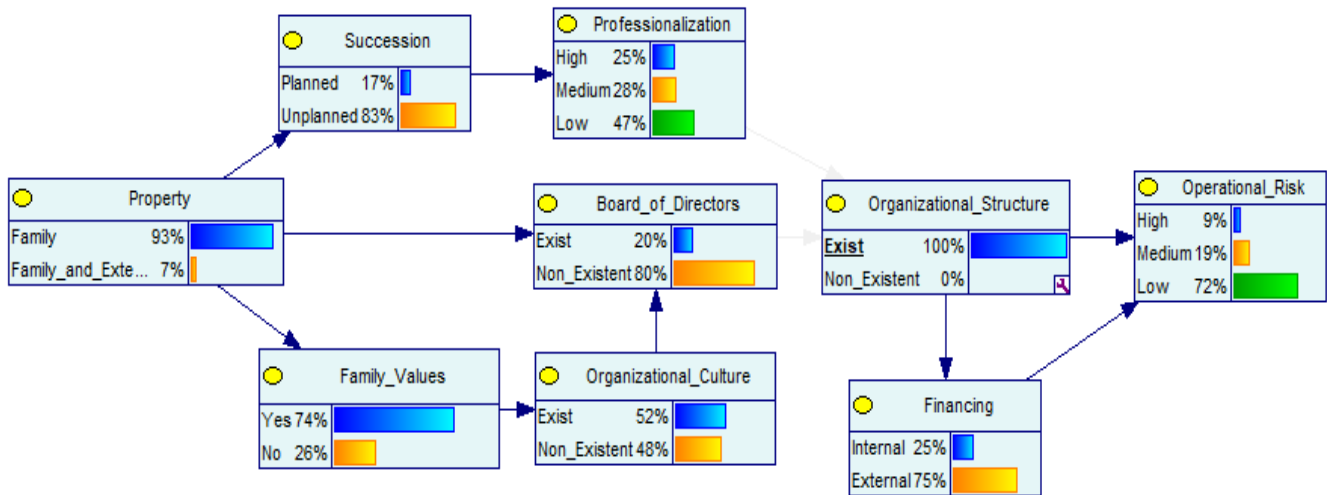 Succession
Planned 17%
Unplanned 83%
Professionalization
High 25%
Medium 28%
Low 47%
Property
Family 93%
Family_and_Exte... 7%
Board_of_Directors
Exist 20%
Non_Existent 80%
Organizational_Structure
Exist 100%
Non_Existent 0%
Operational_Risk
High 9%
Medium 19%
Low 72%
Family_Values
Yes 74%
No 26%
Organizational_Culture
Exist 52%
Non_Existent 48%
Financing
Internal 25%
External 75%